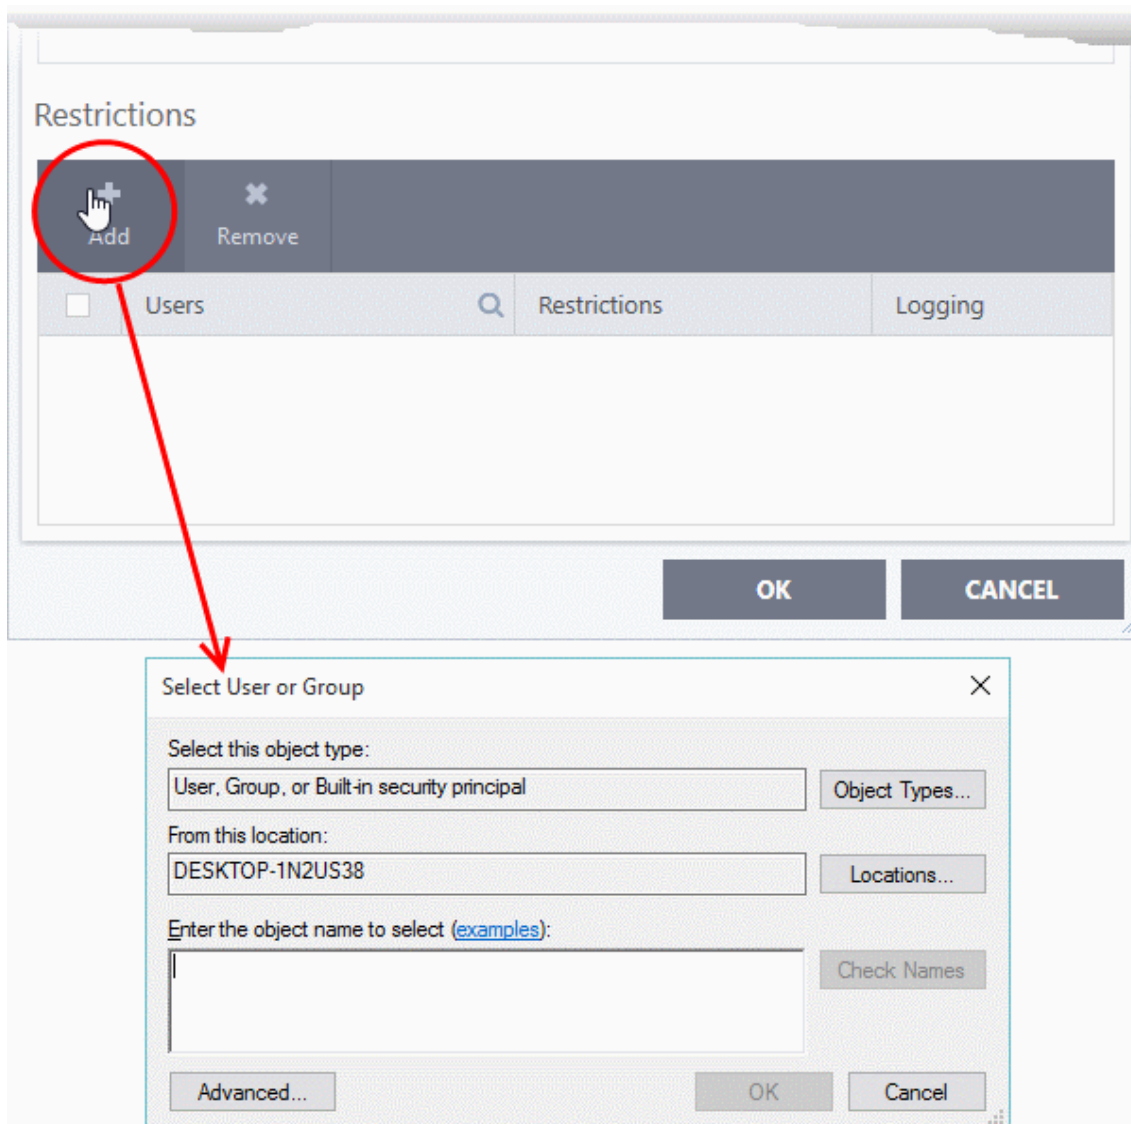 Restrictions
Add Remove
Users Restrictions Logging
OK CANCEL
Select User or Group
Select this object type:
User, Group, or Built-in security principal Object Types...
From this location:
DESKTOP-1N2US38 Locations...
Enter the object name to select (examples):
Check Names
Advanced... OK Cancel